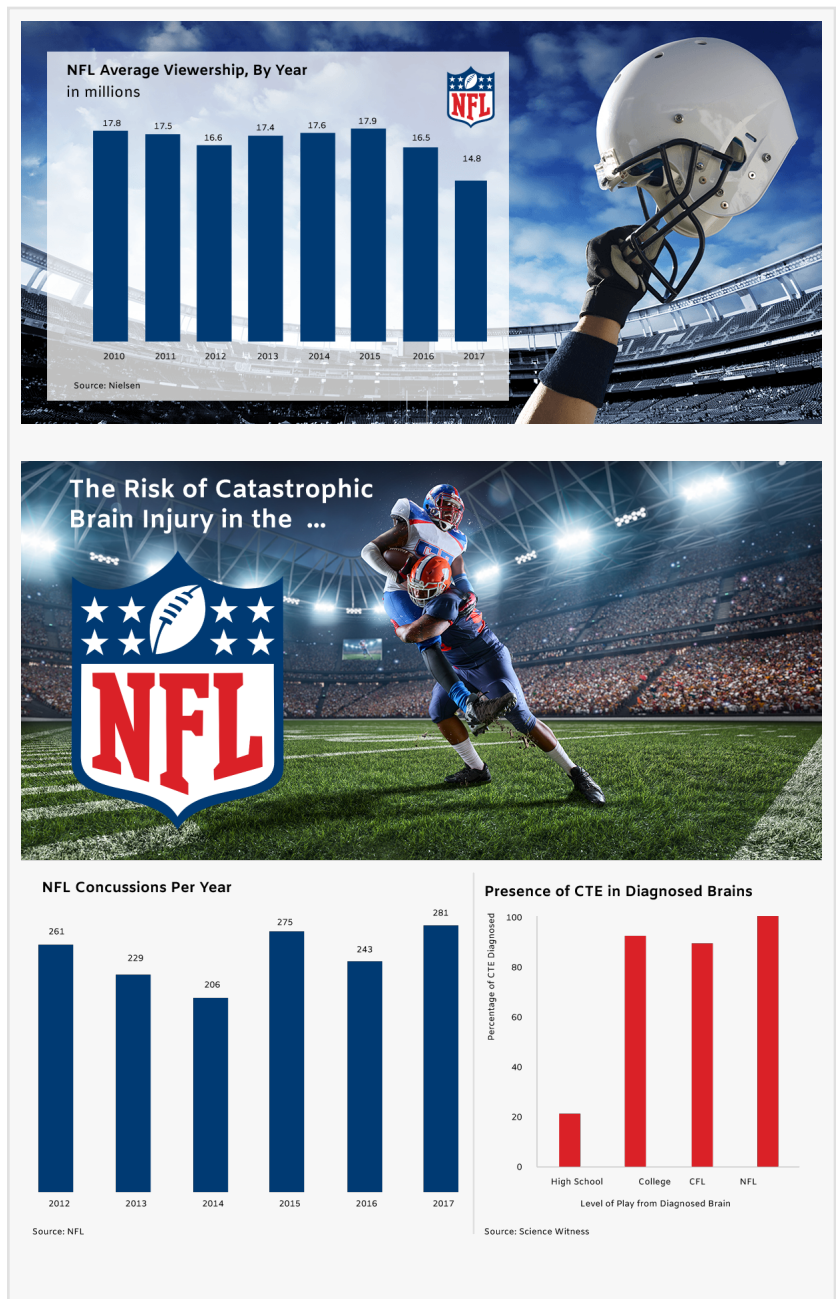 NFL Average Viewership, By Year
in millions
NFL
17.8 17.5 16.6 17.4 17.6 17.9 16.5 14.8
2010 2011 2012 2013 2014 2015 2016 2017
Source: Nielsen
The Risk of Catastrophic
Brain Injury in the ...
NFL
NFL Concussions Per Year
261 229 206 275 243 281
2012 2013 2014 2015 2016 2017
Source: NFL
Presence of CTE in Diagnosed Brains
Percentage of CTE Diagnosed
100
80
60
40
20
0
High School College CFL NFL
Level of Play from Diagnosed Brain
Source: Science Witness